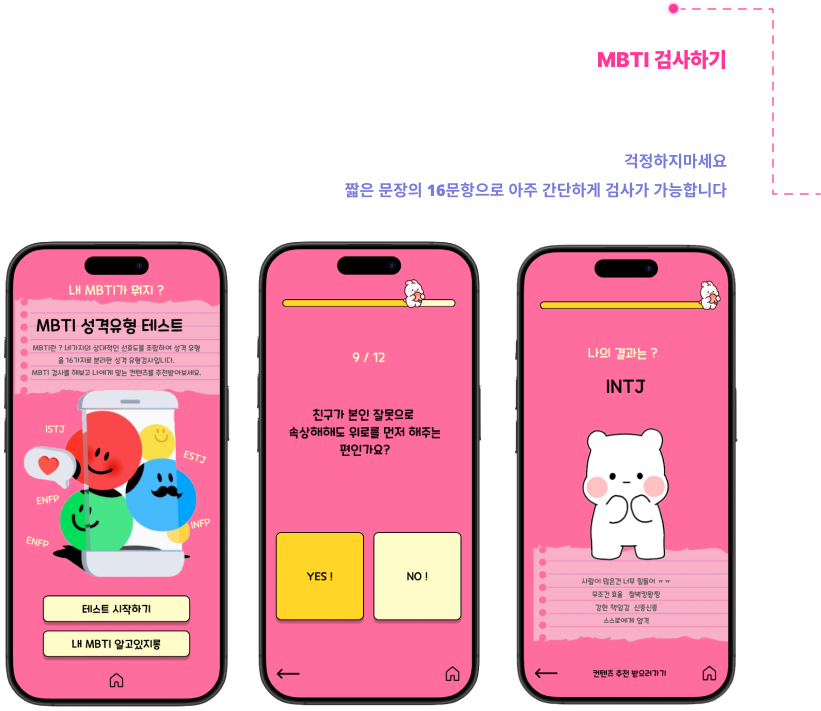 MBTI 검사하기
걱정하지마세요
짧은 문장의 16문항으로 아주 간단하게 검사가 가능합니다
내 MBTI가 뭐지 ?
MBTI 성격유형 테스트
MBTI란 ? 네가지의 상대적인 선호도를 조합하여 성격 유형
을 16가지로 분리한 성격 유형검사입니다.
MBTI 검사를 해보고 나에게 맞는 컨텐츠를 추천받아보세요.
ISTJ
ESTJ
ENFP
INFP
ENFP
테스트 시작하기
내 MBTI 알고있지롱
9 / 12
친구가 본인 잘못으로
속상해해도 위로를 먼저 해주는
편인가요?
YES !
NO !
나의 결과는 ?
INTJ
사람이 많은건 너무 힘들어 ㅠㅠ
무조건 효율 철벽장팡팡
강한 책임감 신중신중
스스로에게 엄격
컨텐츠 추천 받으러가기